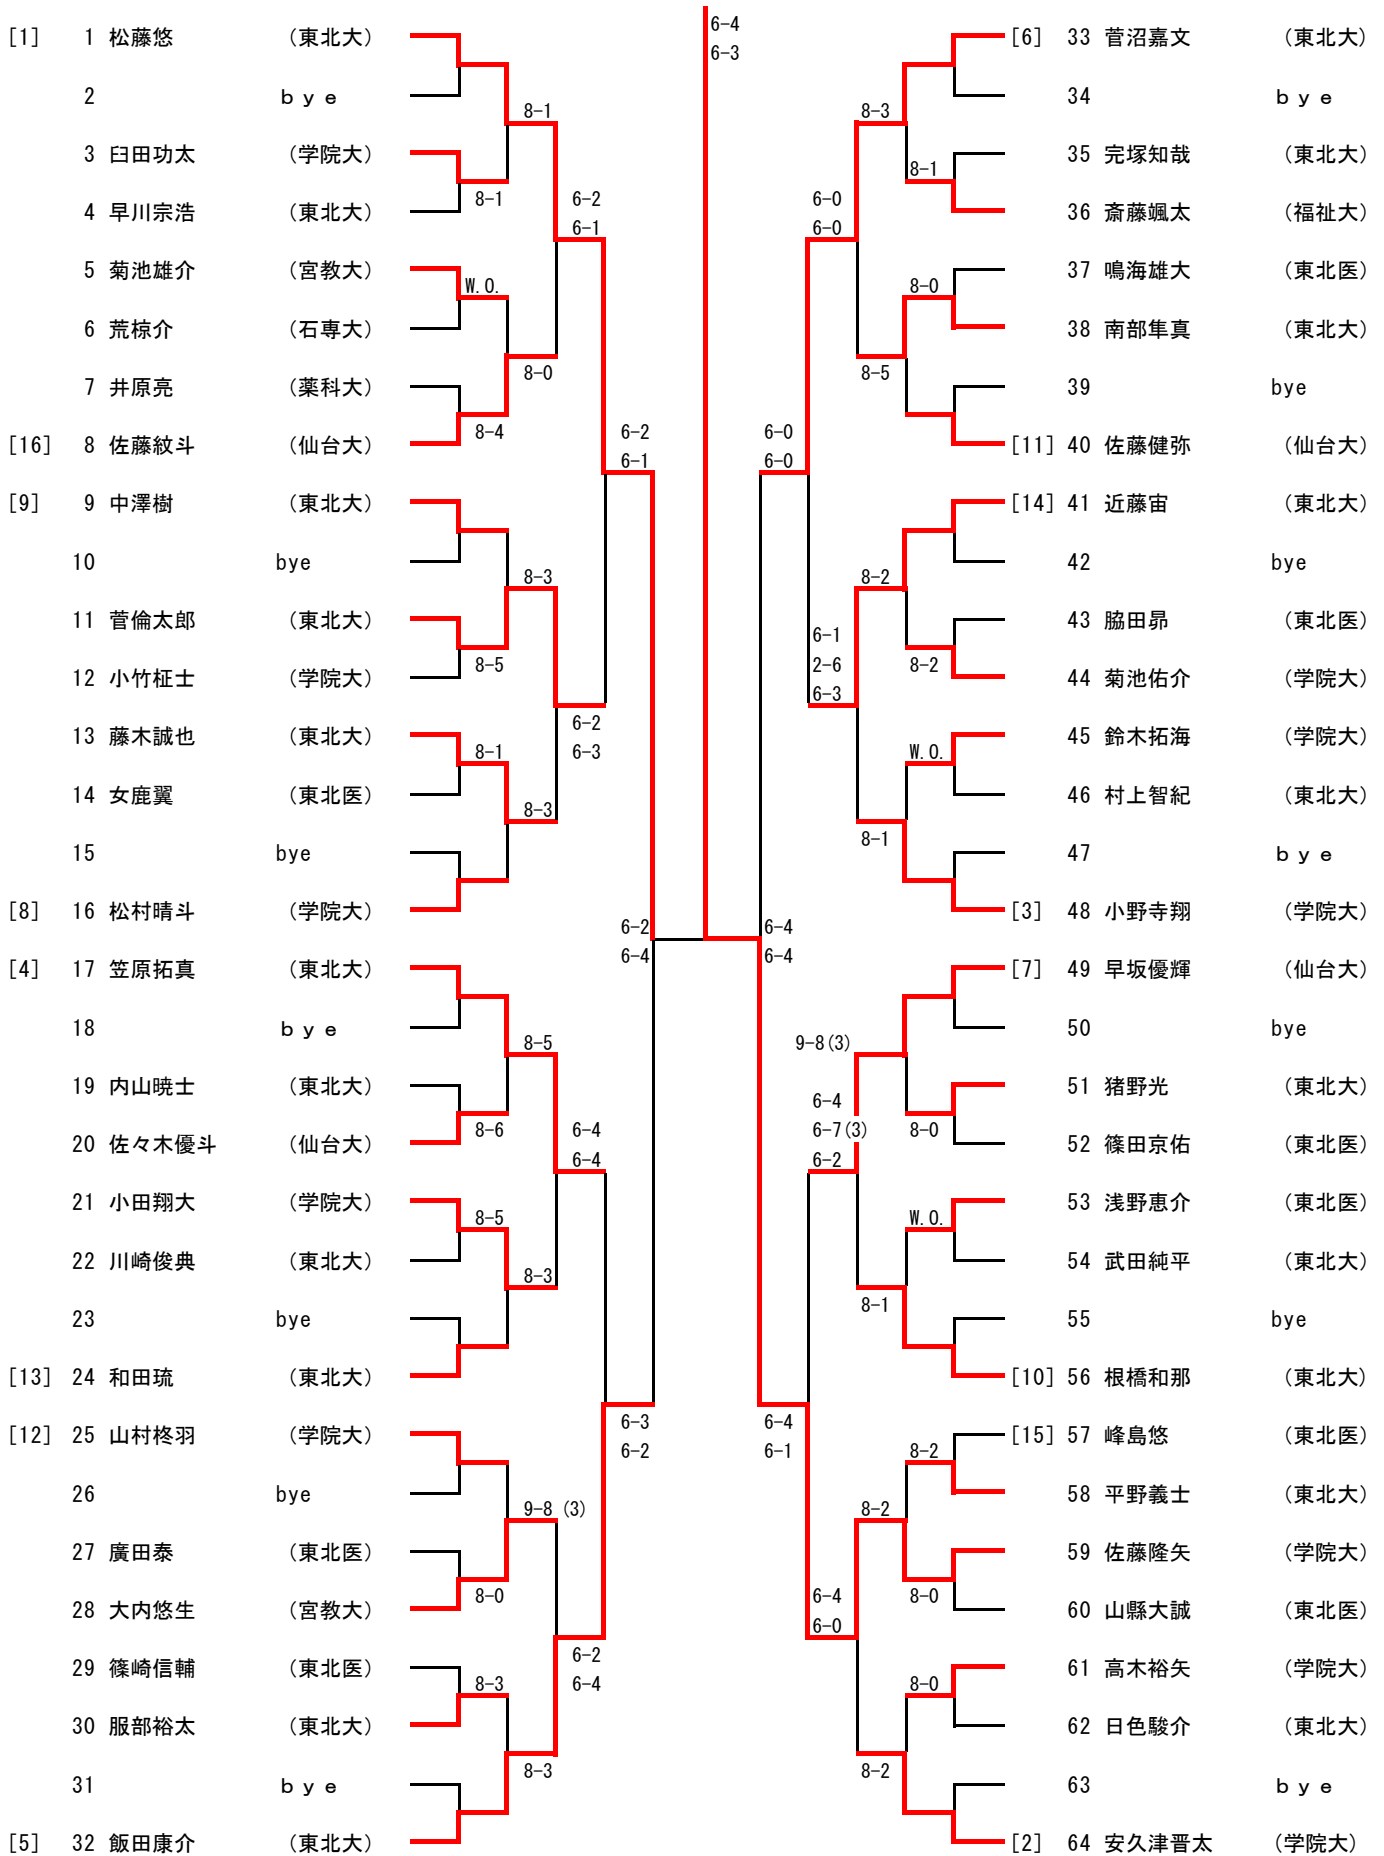 6-4
6-3
[1] 1 松藤悠 （東北大）
2 ｂｙｅ
8-1
3 臼田功太 （学院大）
8-1
4 早川宗浩 （東北大）
6-2
6-1
5 菊池雄介 （宮教大）
W.O.
6 荒椋介 （石専大）
8-0
7 井原亮 （薬科大）
8-4
[16] 8 佐藤紋斗 （仙台大）
6-2
6-1
[9] 9 中澤樹 （東北大）
10 bye
8-3
11 菅倫太郎 （東北大）
8-5
12 小竹柾士 （学院大）
6-2
6-3
13 藤木誠也 （東北大）
8-1
14 女鹿翼 （東北医）
8-3
15 bye
[8] 16 松村晴斗 （学院大）
6-2
6-4
[4] 17 笠原拓真 （東北大）
18 ｂｙｅ
8-5
19 内山暁士 （東北大）
8-6
20 佐々木優斗 （仙台大）
6-4
6-4
21 小田翔大 （学院大）
8-5
22 川崎俊典 （東北大）
8-3
23 bye
[13] 24 和田琉 （東北大）
6-3
6-2
[12] 25 山村柊羽 （学院大）
26 bye
9-8 (3)
27 廣田泰 （東北医）
8-0
28 大内悠生 （宮教大）
6-2
6-4
29 篠崎信輔 （東北医）
8-3
30 服部裕太 （東北大）
8-3
31 ｂｙｅ
[5] 32 飯田康介 （東北大）
[6] 33 菅沼嘉文 （東北大）
34 ｂｙｅ
8-3
35 完塚知哉 （東北大）
8-1
36 斎藤颯太 （福祉大）
6-0
6-0
37 鳴海雄大 （東北医）
8-0
38 南部隼真 （東北大）
8-5
39 bye
[11] 40 佐藤健弥 （仙台大）
6-0
6-0
[14] 41 近藤宙 （東北大）
42 bye
8-2
43 脇田昴 （東北医）
8-2
44 菊池佑介 （学院大）
6-1
2-6
6-3
45 鈴木拓海 （学院大）
W.O.
46 村上智紀 （東北大）
8-1
47 ｂｙｅ
[3] 48 小野寺翔 （学院大）
6-4
6-4
[7] 49 早坂優輝 （仙台大）
50 bye
9-8(3)
51 猪野光 （東北大）
8-0
52 篠田京佑 （東北医）
6-4
6-7(3)
6-2
53 浅野恵介 （東北医）
W.O.
54 武田純平 （東北大）
8-1
55 bye
[10] 56 根橋和那 （東北大）
6-4
6-1
[15] 57 峰島悠 （東北医）
8-2
58 平野義士 （東北大）
8-2
59 佐藤隆矢 （学院大）
8-0
60 山縣大誠 （東北医）
6-4
6-0
61 高木裕矢 （学院大）
8-0
62 日色駿介 （東北大）
8-2
63 ｂｙｅ
[2] 64 安久津晋太 （学院大）